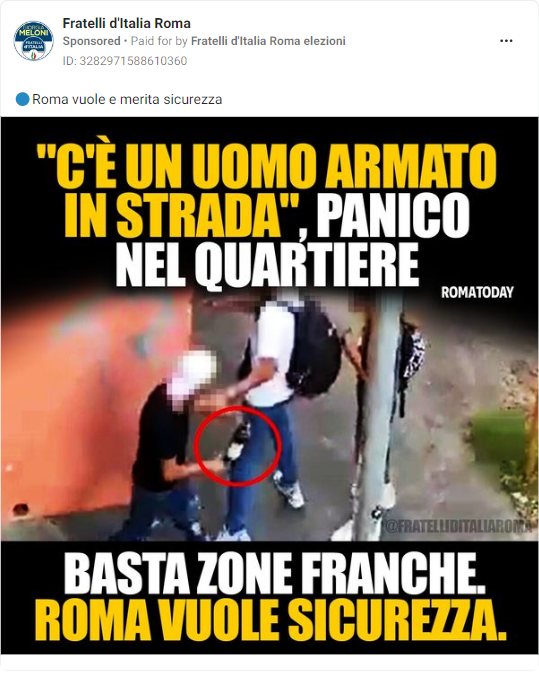 Fratelli d'Italia Roma
Sponsored • Paid for by Fratelli d'Italia Roma elezioni
ID: 3282971588610360
GIORGIA
MELONI
FRATELLI
d'ITALIA
Roma vuole e merita sicurezza
"C'È UN UOMO ARMATO
IN STRADA", PANICO
NEL QUARTIERE
ROMATODAY
@FRATELLIDITALIAROMA
BASTA ZONE FRANCHE.
ROMA VUOLE SICUREZZA.